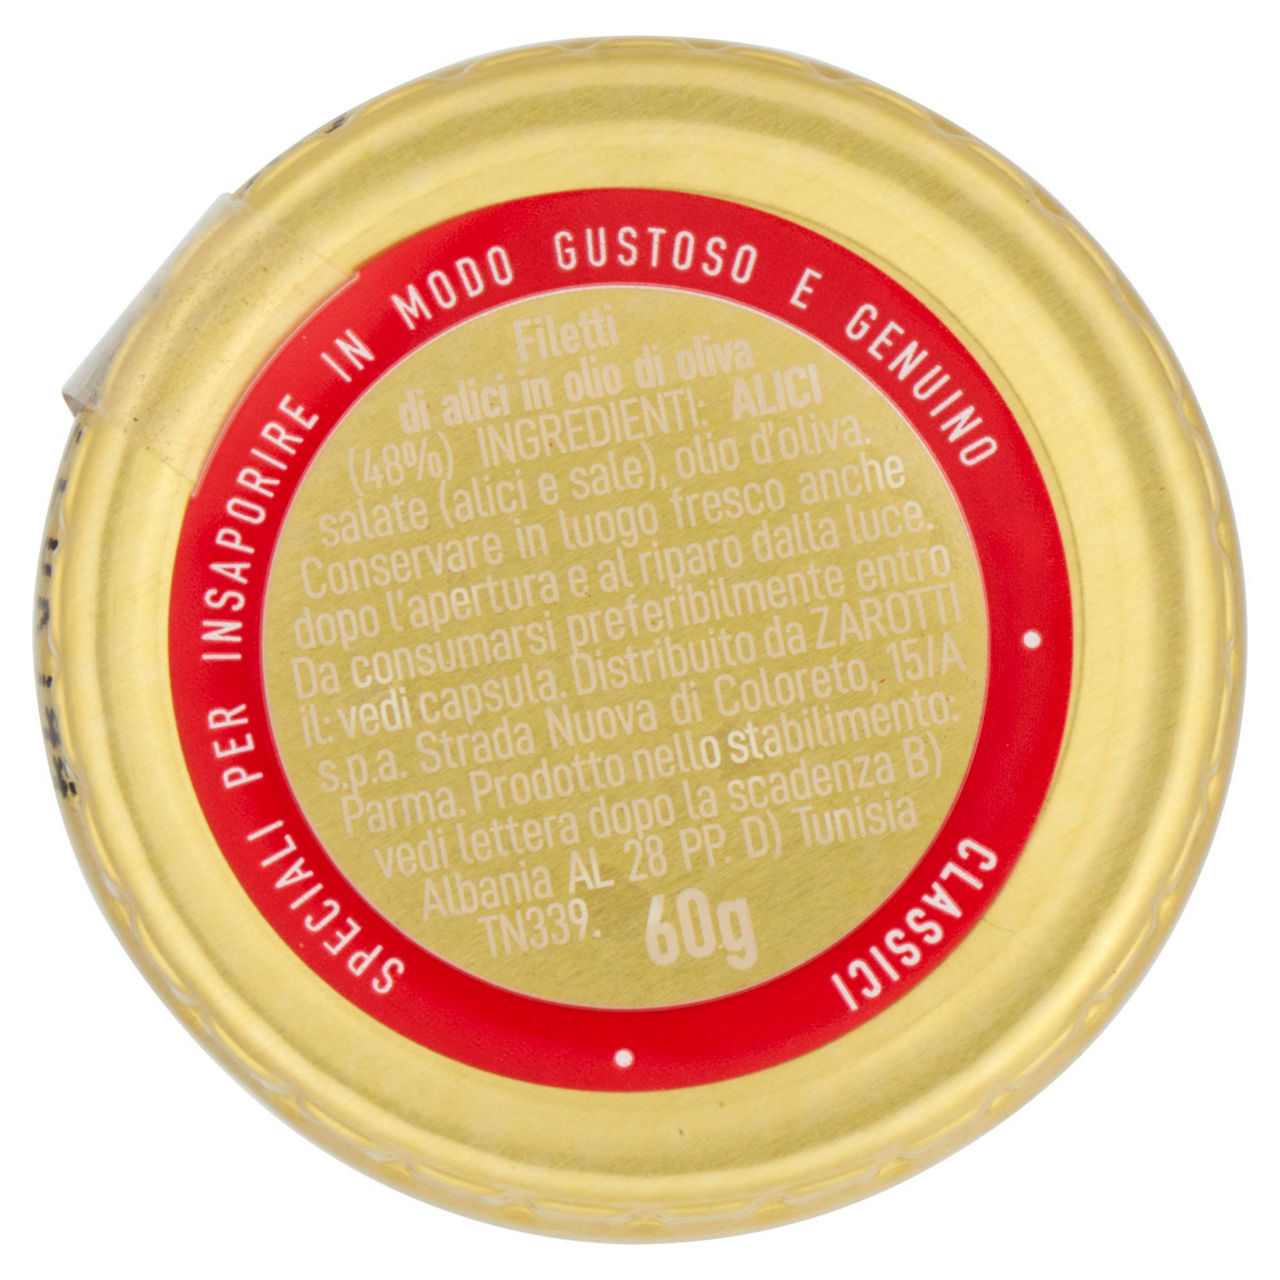 SPECIALI PER INSAPORIRE IN MODO GUSTOSO E GENUINO
CLASSICI
Filetti
di alici in olio di oliva
INGREDIENTI: ALICI
(48%)
salate (alici e sale), olio d'oliva.
Conservare in luogo fresco anche
dopo l'apertura e al riparo dalla luce.
Da consumarsi preferibilmente entro
il: vedi capsula. Distribuito da ZAROTTI
s.p.a. Strada Nuova di Coloreto, 15/A
Parma. Prodotto nello stabilimento:
vedi lettera dopo la scadenza B)
Albania AL 28 PP. D) Tunisia
TN339. 60g